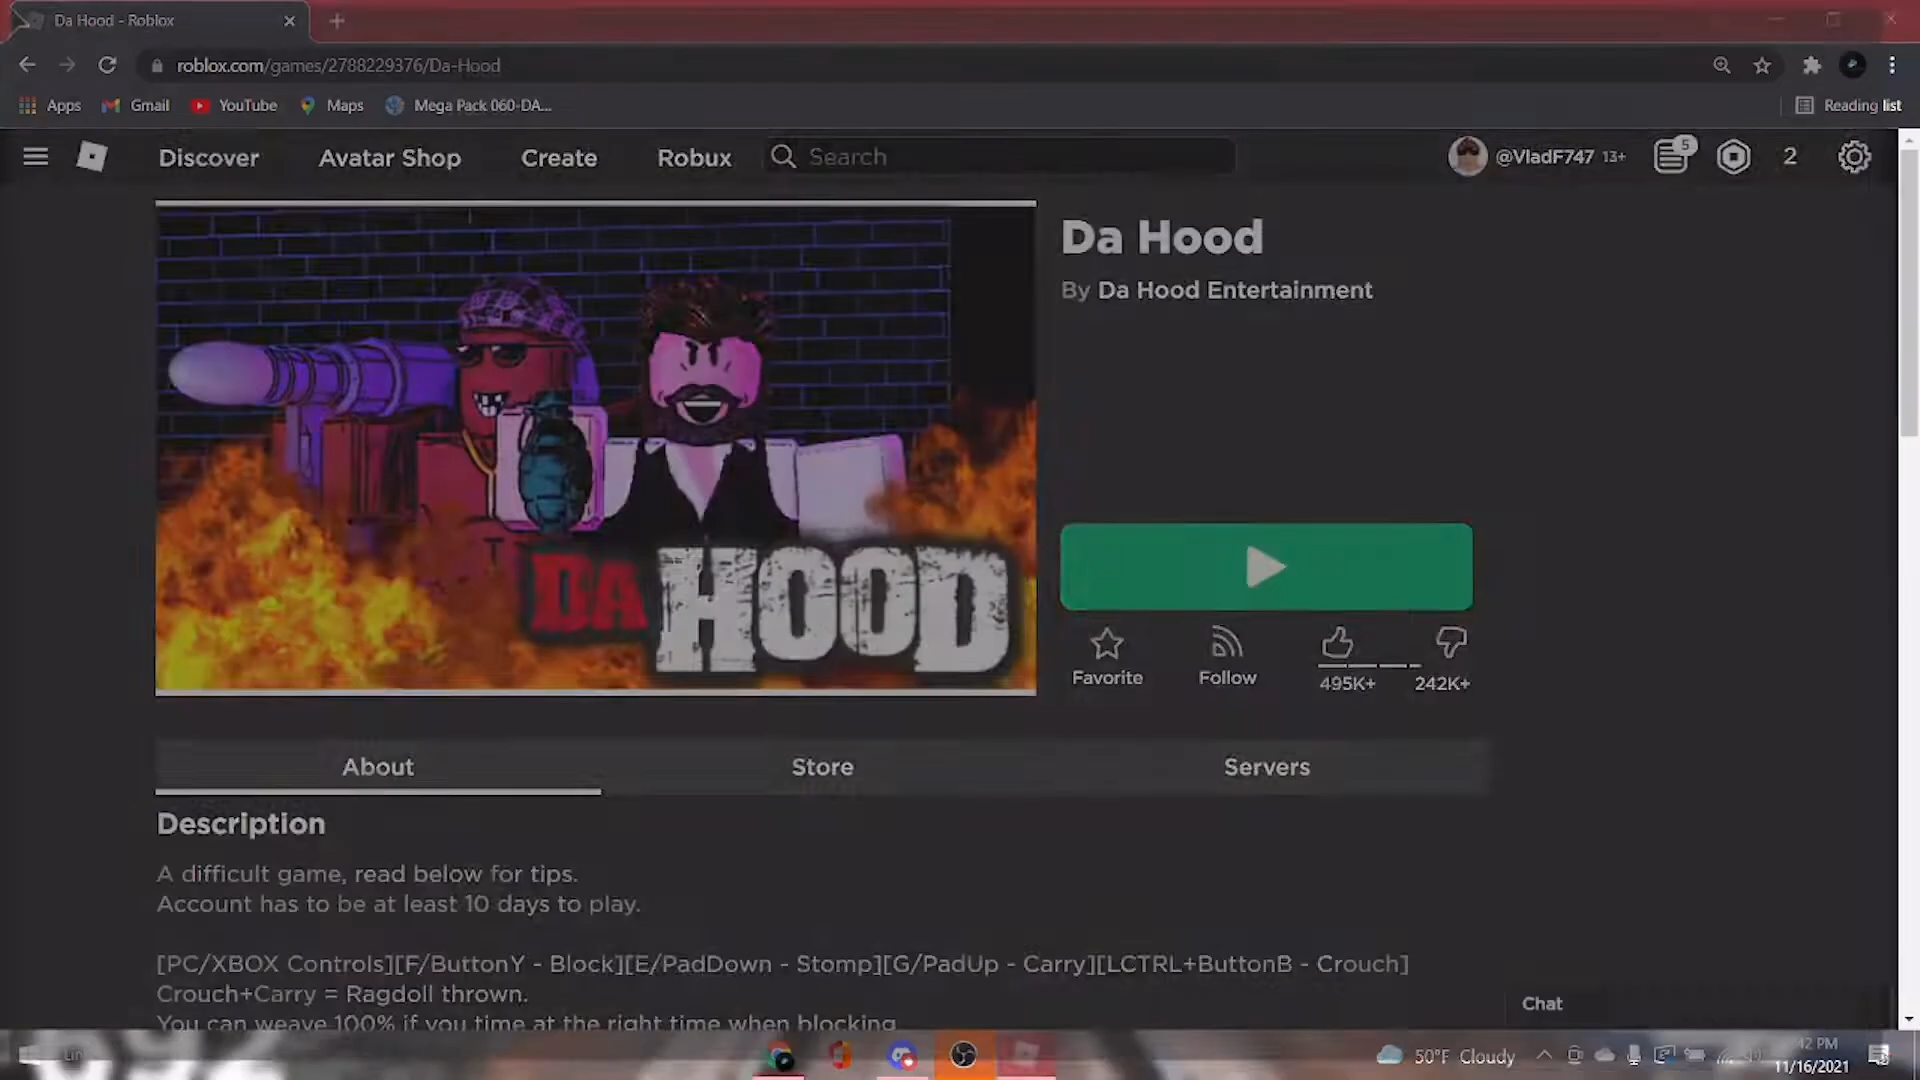 Da Hood - Roblox
roblox.com/games/2788229376/Da-Hood
Apps Gmail YouTube Maps Mega Pack 060-DA... Reading list
Discover Avatar Shop Create Robux Search @VladF747 13+ 5 2
DA HOOD
Da Hood
By Da Hood Entertainment
Favorite Follow 495K+ 242K+
About Store Servers
Description
A difficult game, read below for tips.
Account has to be at least 10 days to play.
[PC/XBOX Controls][F/ButtonY - Block][E/PadDown - Stomp][G/PadUp - Carry][LCTRL+ButtonB - Crouch]
Crouch+Carry = Ragdoll thrown.
You can weave 100% if you time at the right time when blocking
Chat
50°F Cloudy
42 PM
11/16/2021